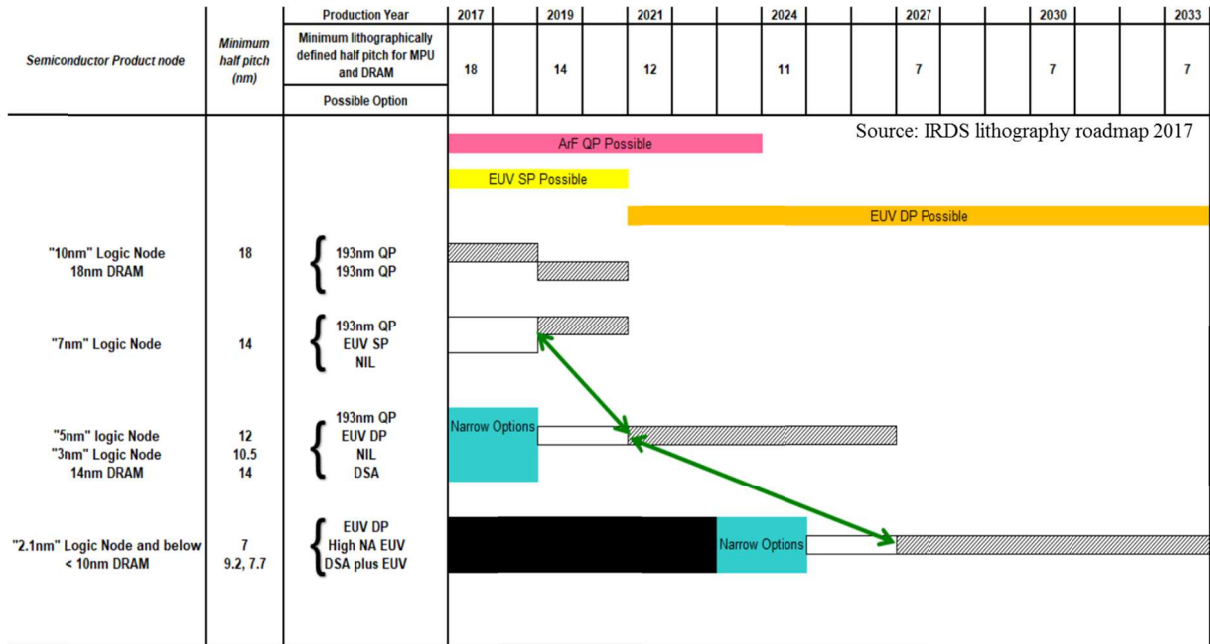 Production Year 2017 2019 2021 2024 2027 2030 2033
Semiconductor Product node
Minimum
half pitch
(nm)
Minimum lithographically
defined half pitch for MPU
and DRAM
18 14 12 11 7 7 7
Possible Option
Source: IRDS lithography roadmap 2017
ArF QP Possible
EUV SP Possible
EUV DP Possible
"10nm" Logic Node 18 193nm QP
18nm DRAM 193nm QP
193nm QP
"7nm" Logic Node 14 EUV SP
NIL
193nm QP
Narrow Options
"5nm" logic Node 12 EUV DP
"3nm" Logic Node 10.5 NIL
14nm DRAM 14 DSA
EUV DP
"2.1nm" Logic Node and below 7 High NA EUV Narrow Options
< 10nm DRAM 9.2, 7.7 DSA plus EUV